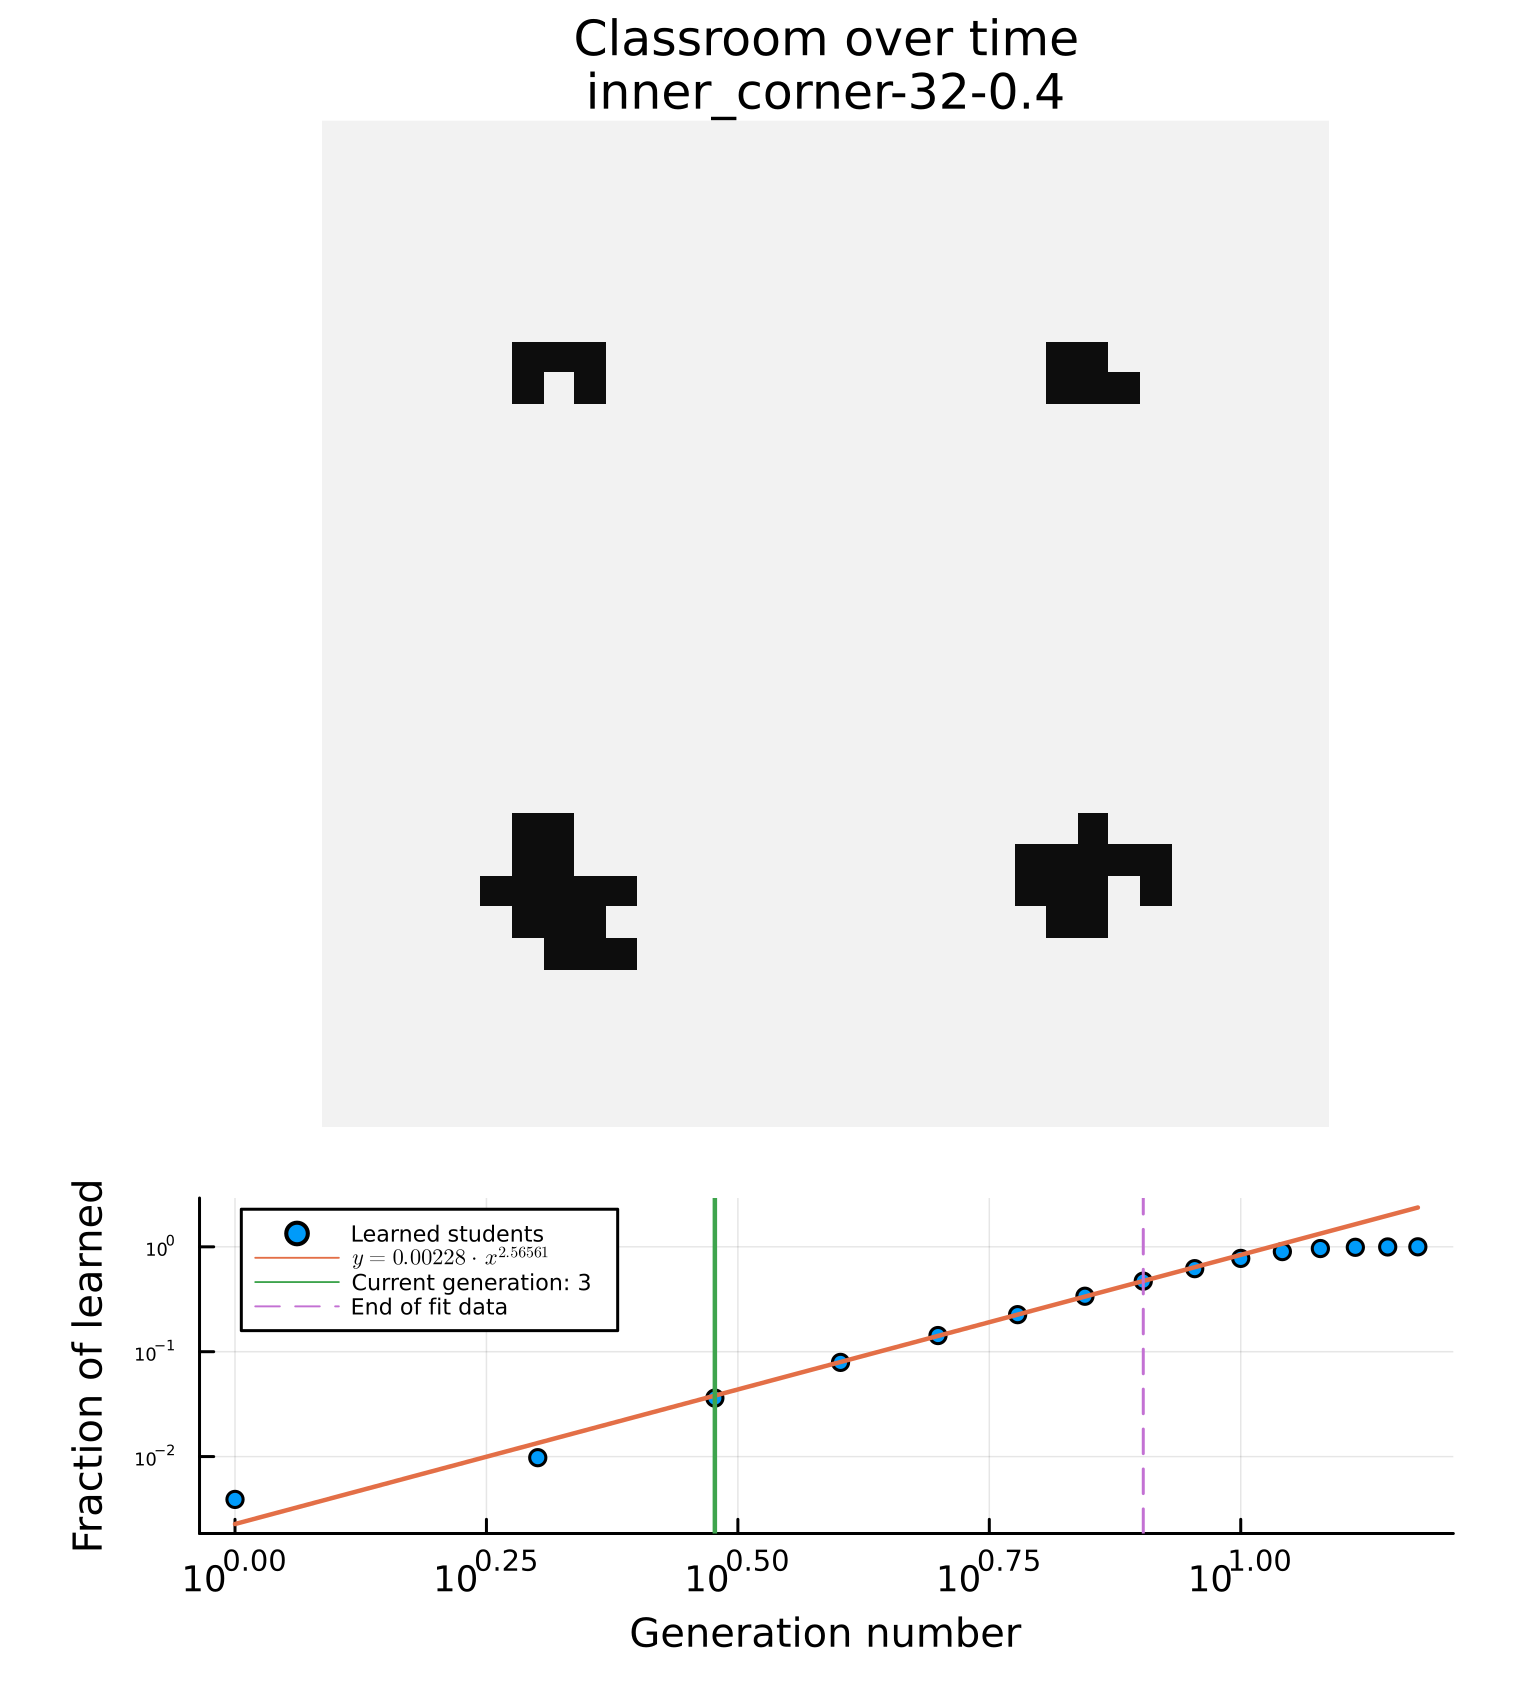 Classroom over time
inner_corner-32-0.4
Fraction of learned
10⁰
10⁻¹
10⁻²
Learned students
y = 0.00228 · x^2.56561
Current generation: 3
End of fit data
10^0.00 10^0.25 10^0.50 10^0.75 10^1.00
Generation number